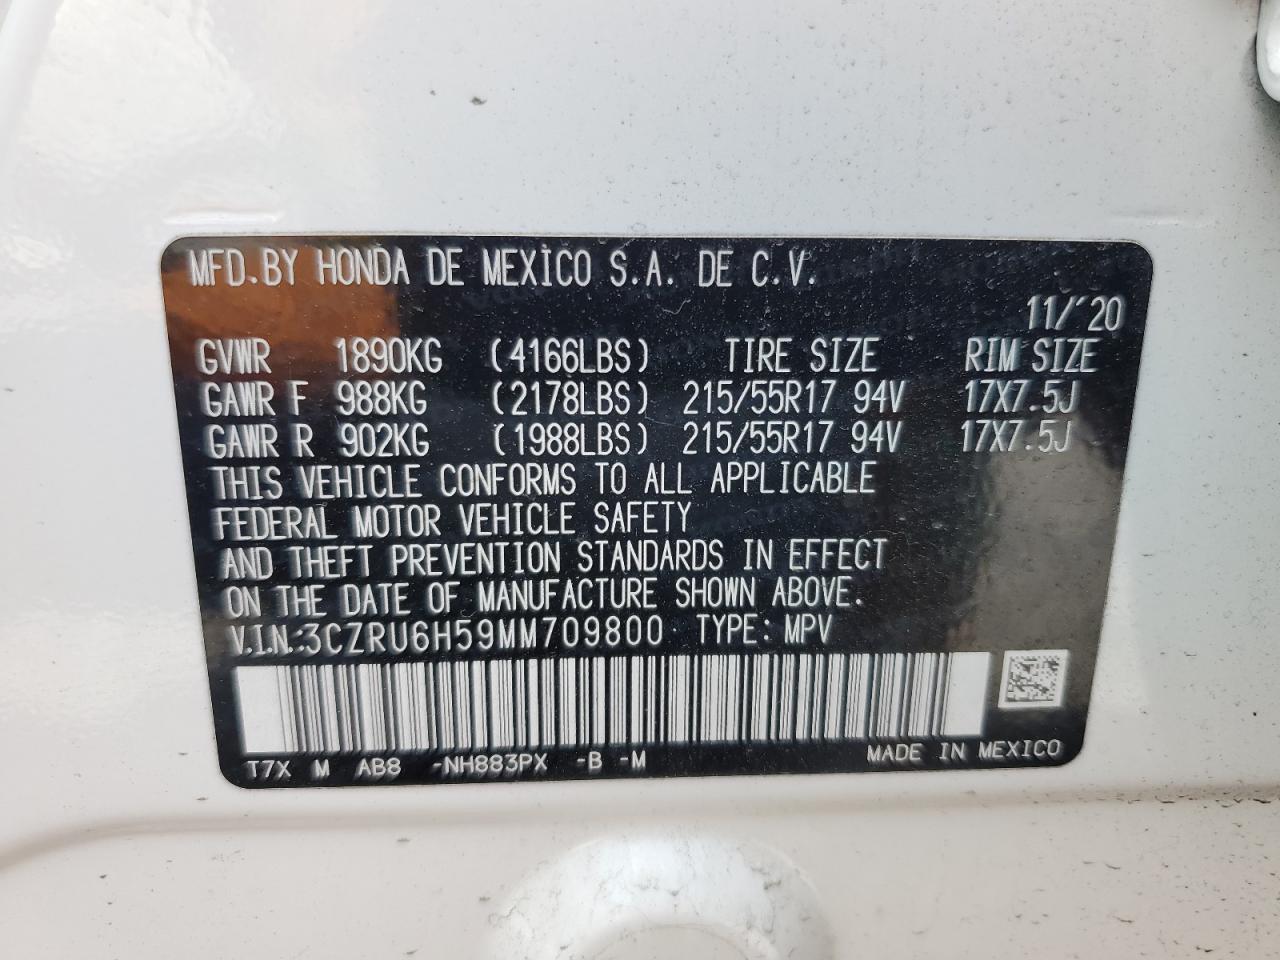 MFD.BY HONDA DE MEXICO S.A. DE C.V.
11/'20
GVWR 1890KG (4166LBS) TIRE SIZE RIM SIZE
GAWR F 988KG (2178LBS) 215/55R17 94V 17X7.5J
GAWR R 902KG (1988LBS) 215/55R17 94V 17X7.5J
THIS VEHICLE CONFORMS TO ALL APPLICABLE
FEDERAL MOTOR VEHICLE SAFETY
AND THEFT PREVENTION STANDARDS IN EFFECT
ON THE DATE OF MANUFACTURE SHOWN ABOVE.
V.I.N.:3CZRU6H59MM709800 TYPE: MPV
T7X M AB8 -NH883PX -B -M MADE IN MEXICO